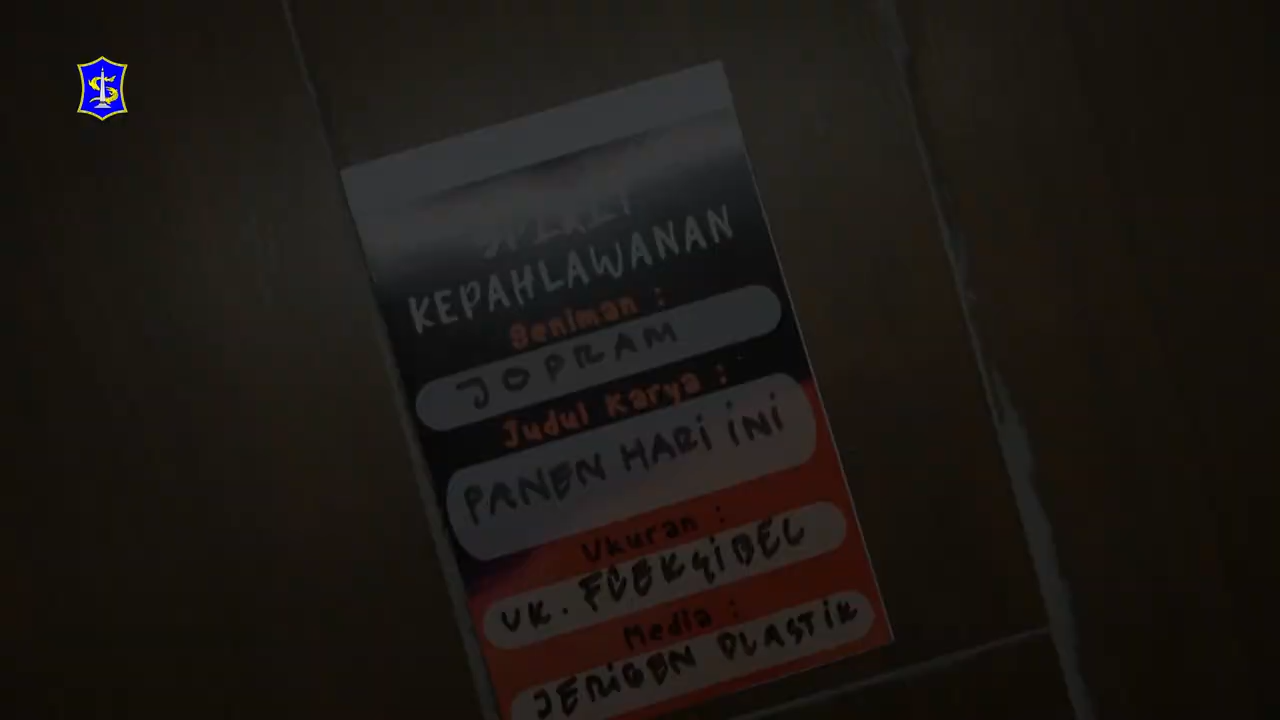 KEPAHLAWANAN
Seniman :
JOPRAM
Judul Karya :
PANEN HARI INI
Ukuran :
UK. FLEKSIBEL
Media :
JERIGEN PLASTIK